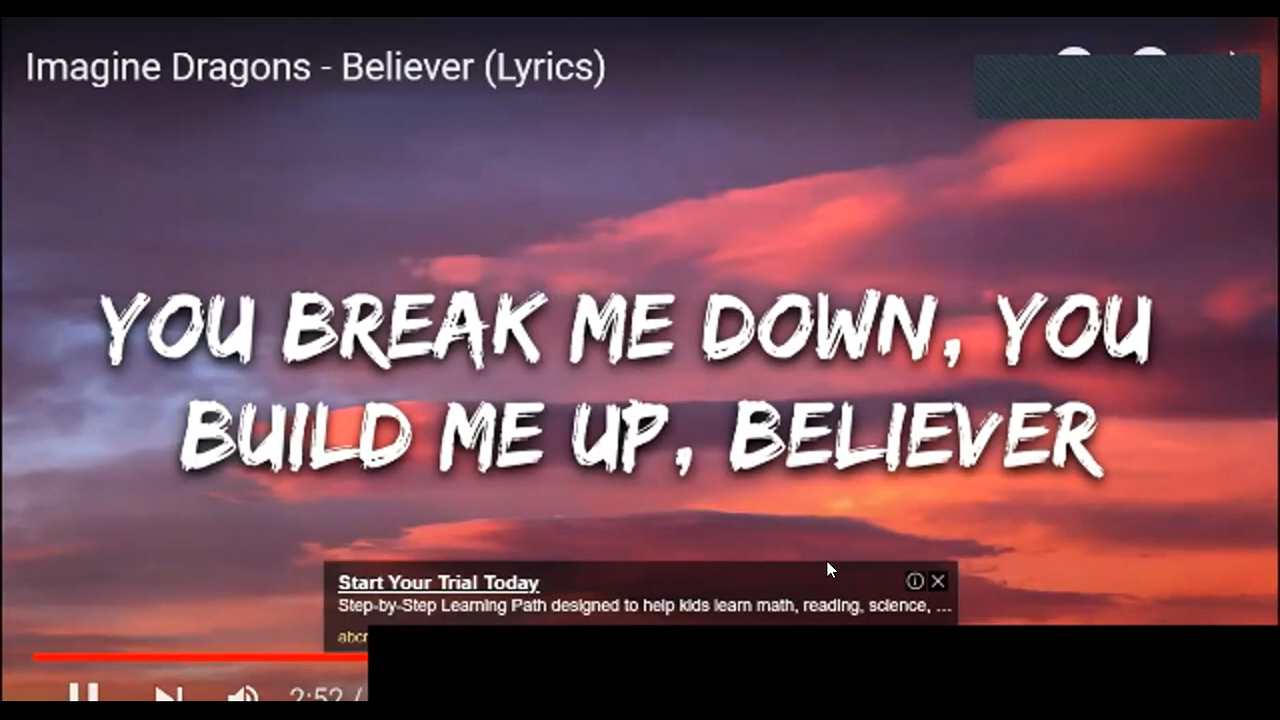 Imagine Dragons - Believer (Lyrics)
YOU BREAK ME DOWN, YOU
BUILD ME UP, BELIEVER
Start Your Trial Today
Step-by-Step Learning Path designed to help kids learn math, reading, science, ...
2:52 /